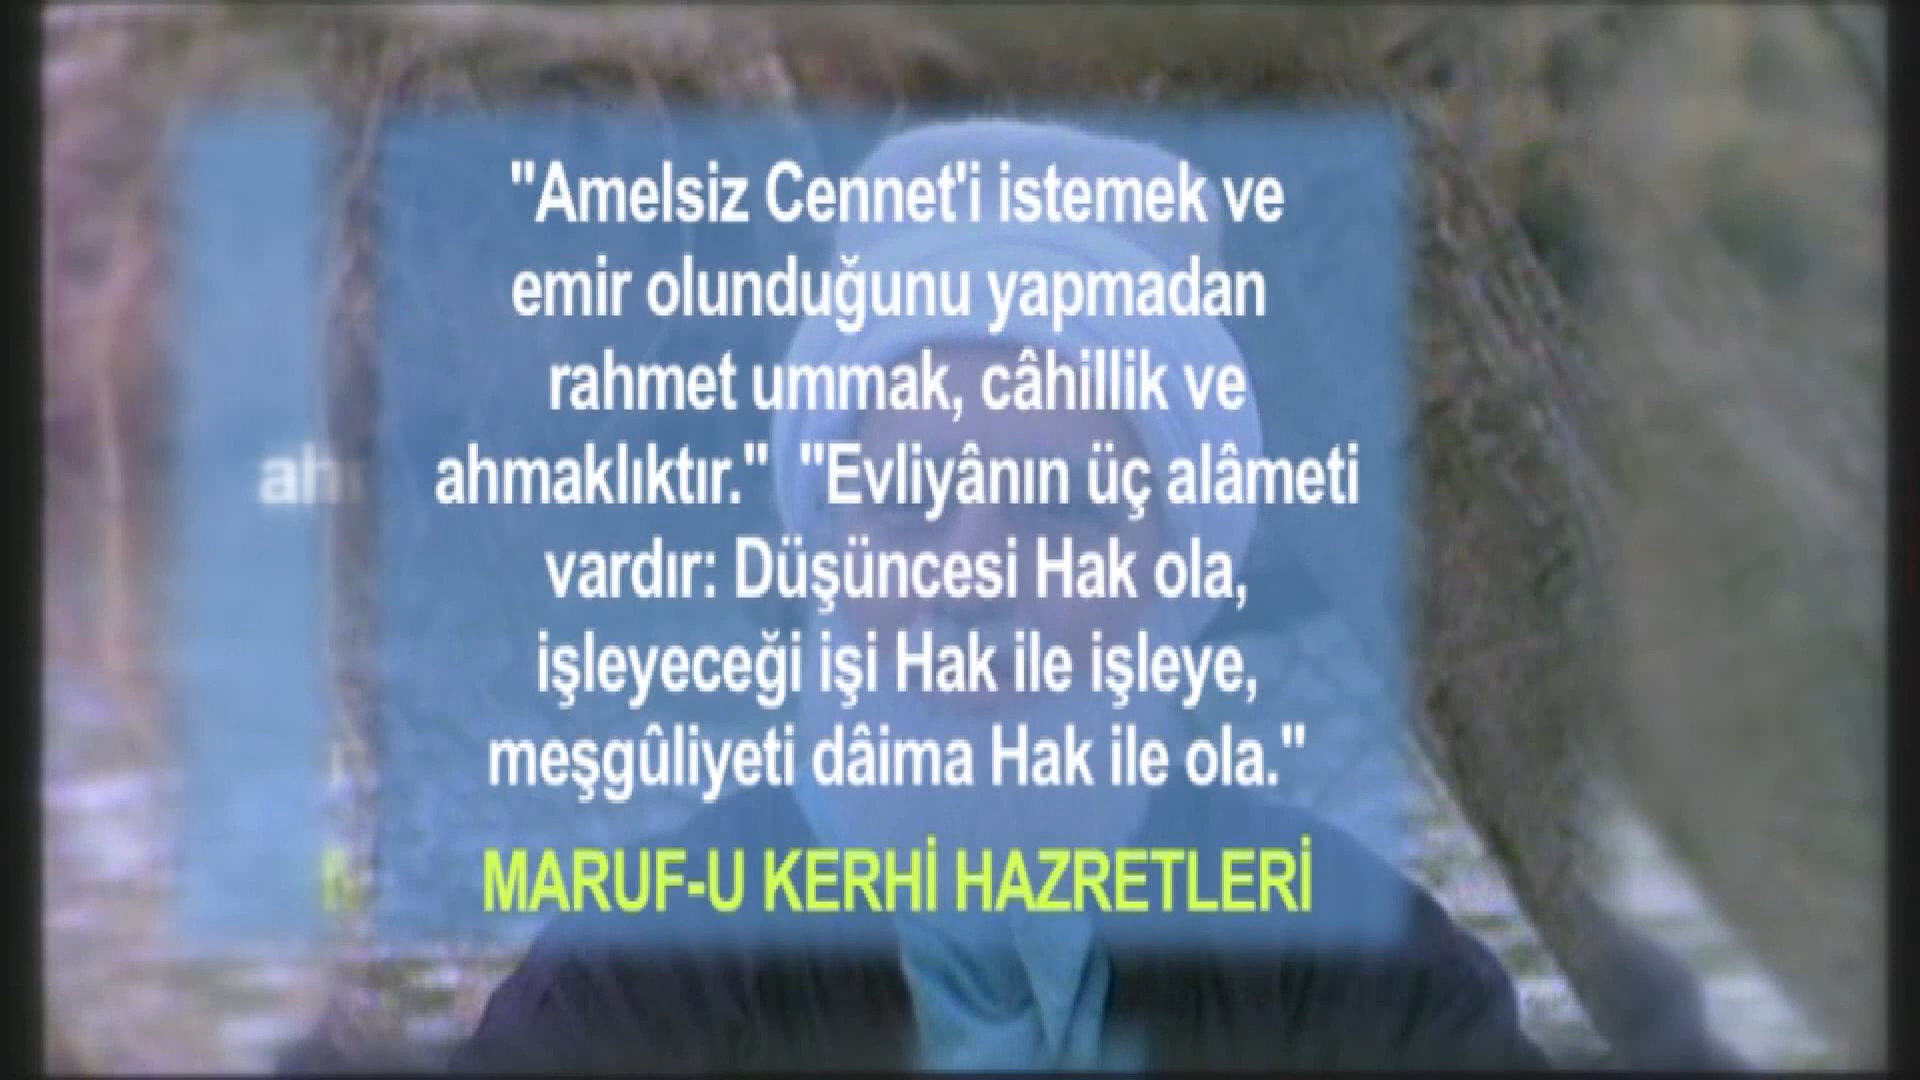 "Amelsiz Cennet'i istemek ve
emir olunduğunu yapmadan
rahmet ummak, câhillik ve
ahmaklıktır." "Evliyânın üç alâmeti
vardır: Düşüncesi Hak ola,
işleyeceği işi Hak ile işleye,
meşgûliyeti dâima Hak ile ola."
MARUF-U KERHİ HAZRETLERİ